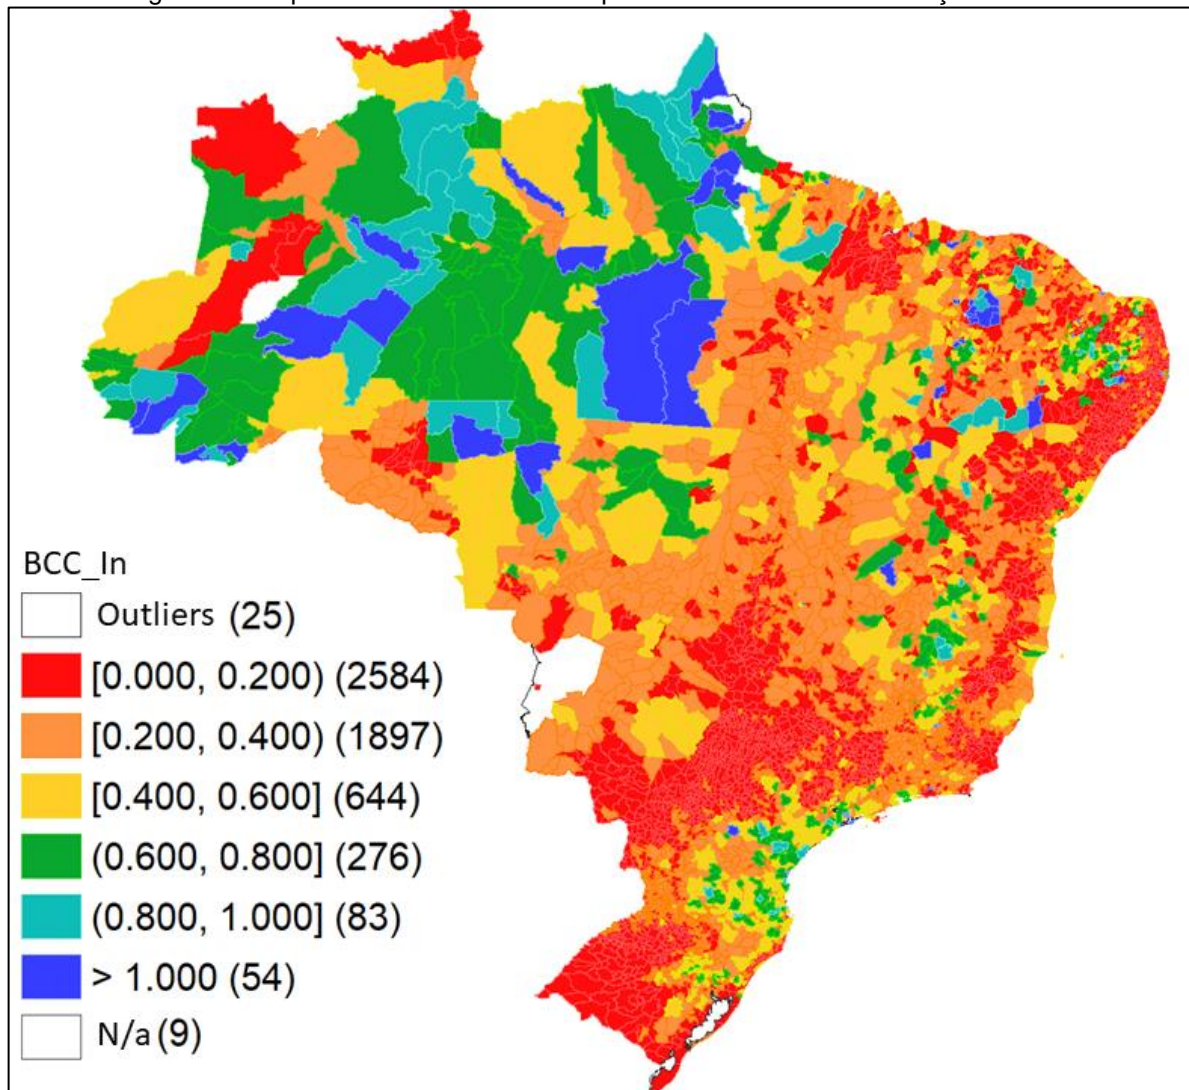 BCC_In
Outliers (25)
[0.000, 0.200) (2584)
[0.200, 0.400) (1897)
[0.400, 0.600] (644)
(0.600, 0.800] (276)
(0.800, 1.000] (83)
> 1.000 (54)
N/a (9)